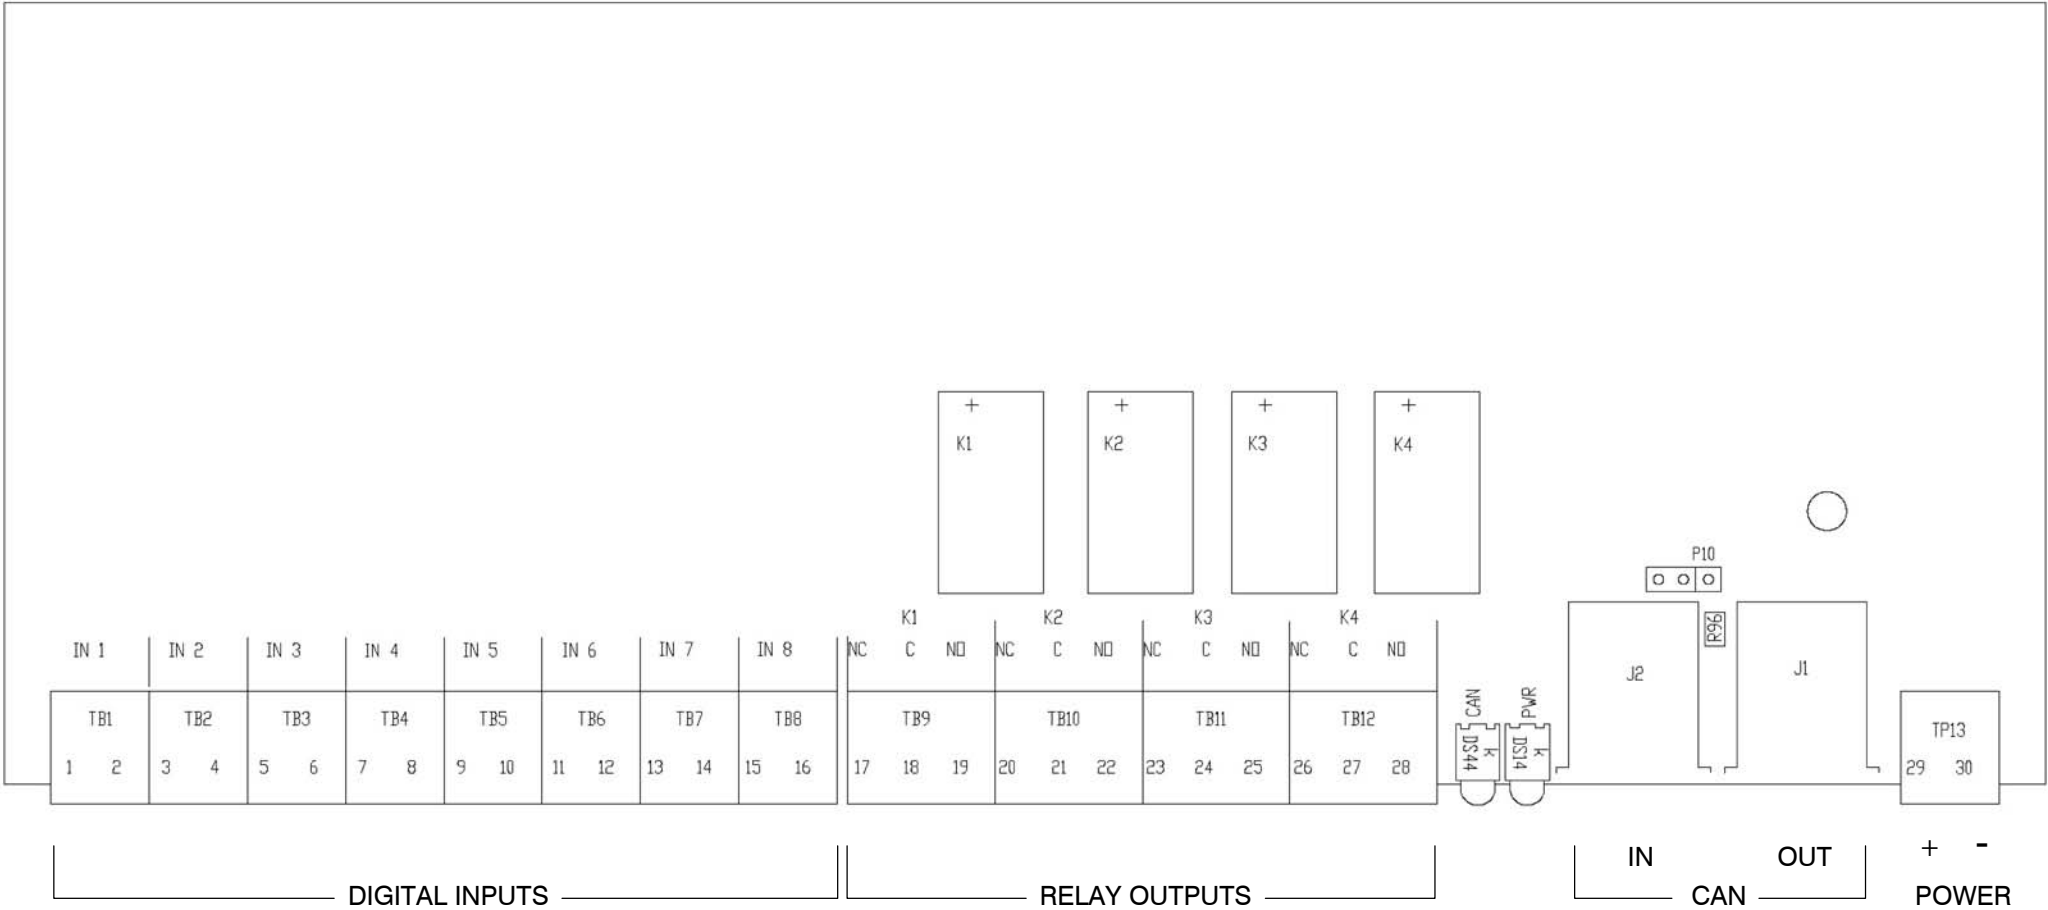 + + + +
K1 K2 K3 K4
P10
R96
K1 K2 K3 K4
IN 1 IN 2 IN 3 IN 4 IN 5 IN 6 IN 7 IN 8 NC C NO NC C NO NC C NO NC C NO
J2 J1
CAN PWR
TB1 TB2 TB3 TB4 TB5 TB6 TB7 TB8 TB9 TB10 TB11 TB12
k k
DS44 DS14
TP13
1 2 3 4 5 6 7 8 9 10 11 12 13 14 15 16 17 18 19 20 21 22 23 24 25 26 27 28 29 30
IN OUT + -
DIGITAL INPUTS RELAY OUTPUTS CAN POWER